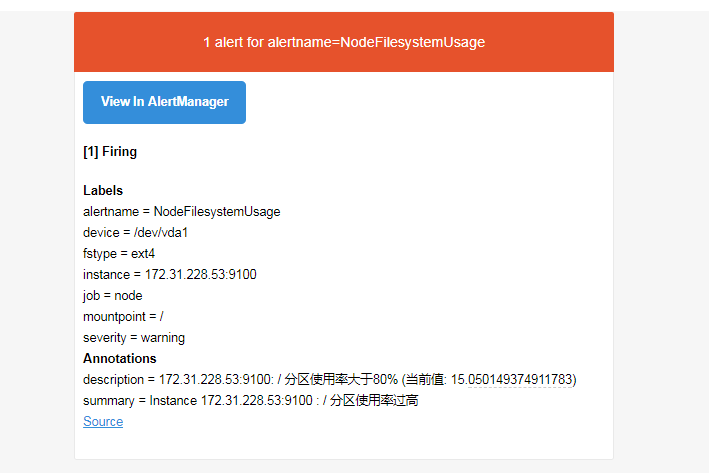 1 alert for alertname=NodeFilesystemUsage
View In AlertManager
[1] Firing
Labels
alertname = NodeFilesystemUsage
device = /dev/vda1
fstype = ext4
instance = 172.31.228.53:9100
job = node
mountpoint = /
severity = warning
Annotations
description = 172.31.228.53:9100: / 分区使用率大于80% (当前值: 15.050149374911783)
summary = Instance 172.31.228.53:9100 : / 分区使用率过高
Source